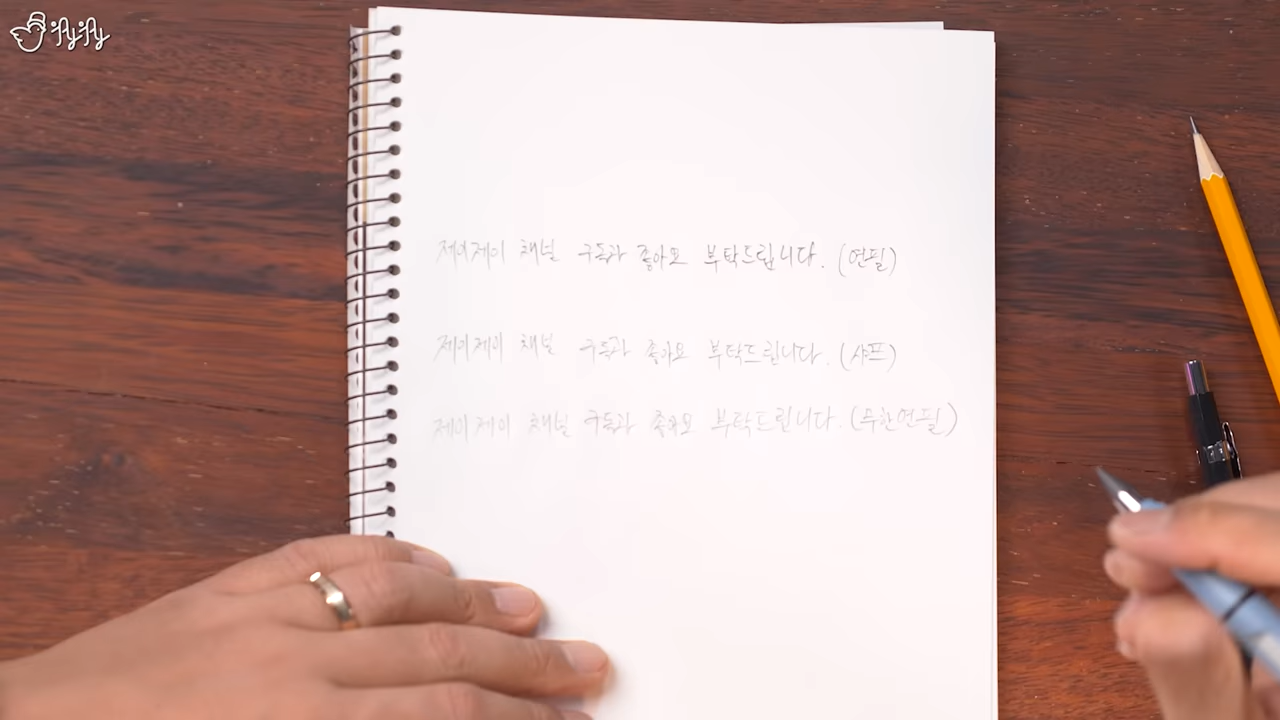 제이제이 채널 구독과 좋아요 부탁드립니다. (연필)
제이제이 채널 구독과 좋아요 부탁드린니다. (샤프)
제이제이 채널 구독과 좋아요 부탁드린니다. (무한연필)